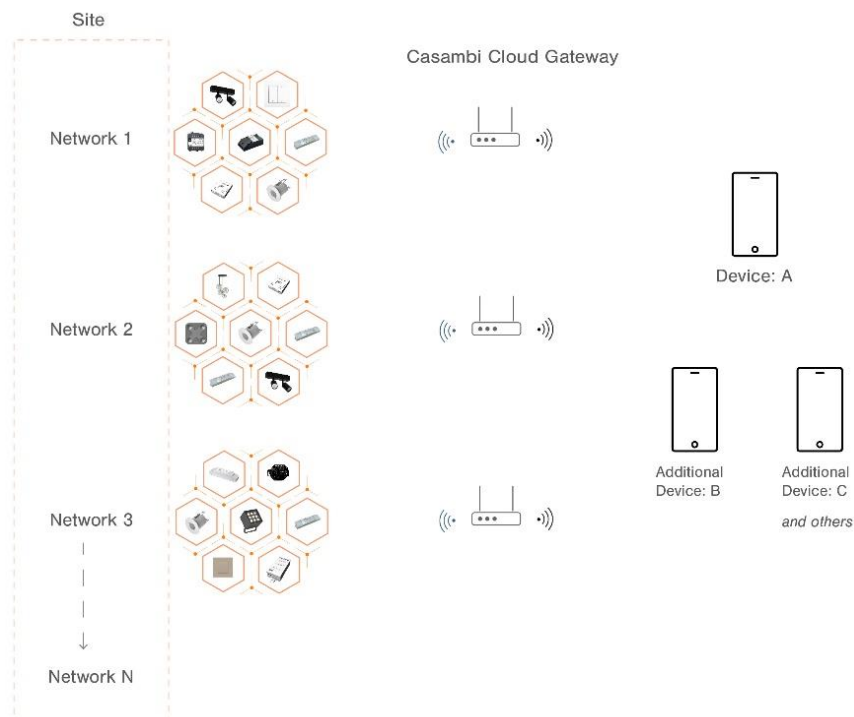 Site
Casambi Cloud Gateway
Network 1
Device: A
Network 2
Additional
Device: B
Additional
Device: C
and others
Network 3
Network N